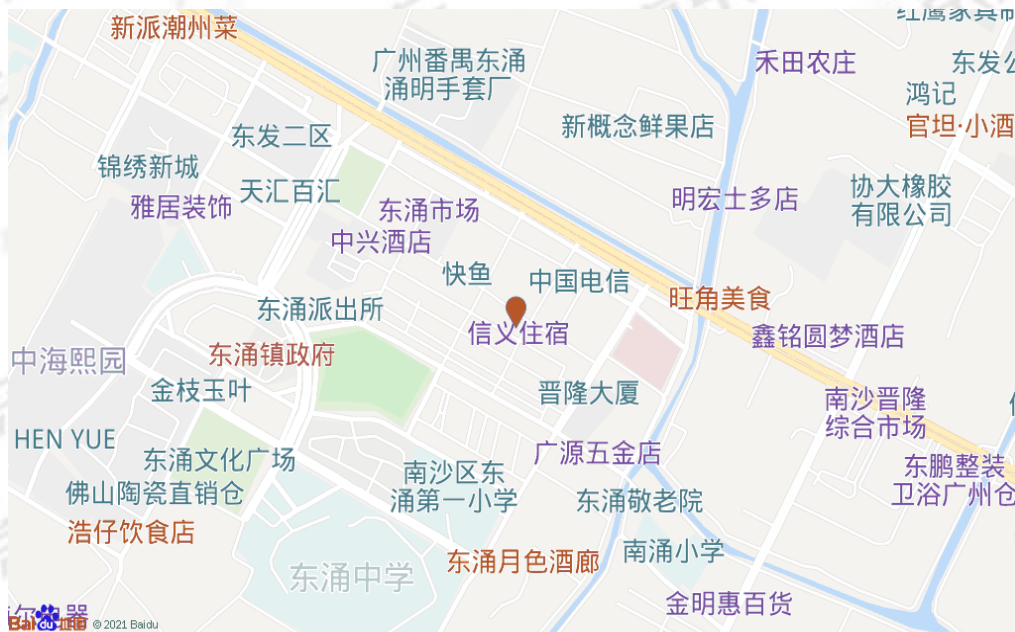 新派潮州菜
广州番禺东涌
涌明手套厂
禾田农庄
东发公
鸿记
官坦·小酒
新概念鲜果店
东发二区
锦绣新城
天汇百汇
雅居装饰
东涌市场
中兴酒店
明宏士多店
协大橡胶
有限公司
快鱼
中国电信
旺角美食
东涌派出所
信义住宿
鑫铭圆梦酒店
东涌镇政府
中海熙园
金枝玉叶
晋隆大厦
南沙晋隆
综合市场
HEN YUE
东涌文化广场
广源五金店
南沙区东
涌第一小学
东鹏整装
卫浴广州仓
佛山陶瓷直销仓
东涌敬老院
浩仔饮食店
东涌月色酒廊
南涌小学
东涌中学
金明惠百货
Bai du 地图
© 2021 Baidu